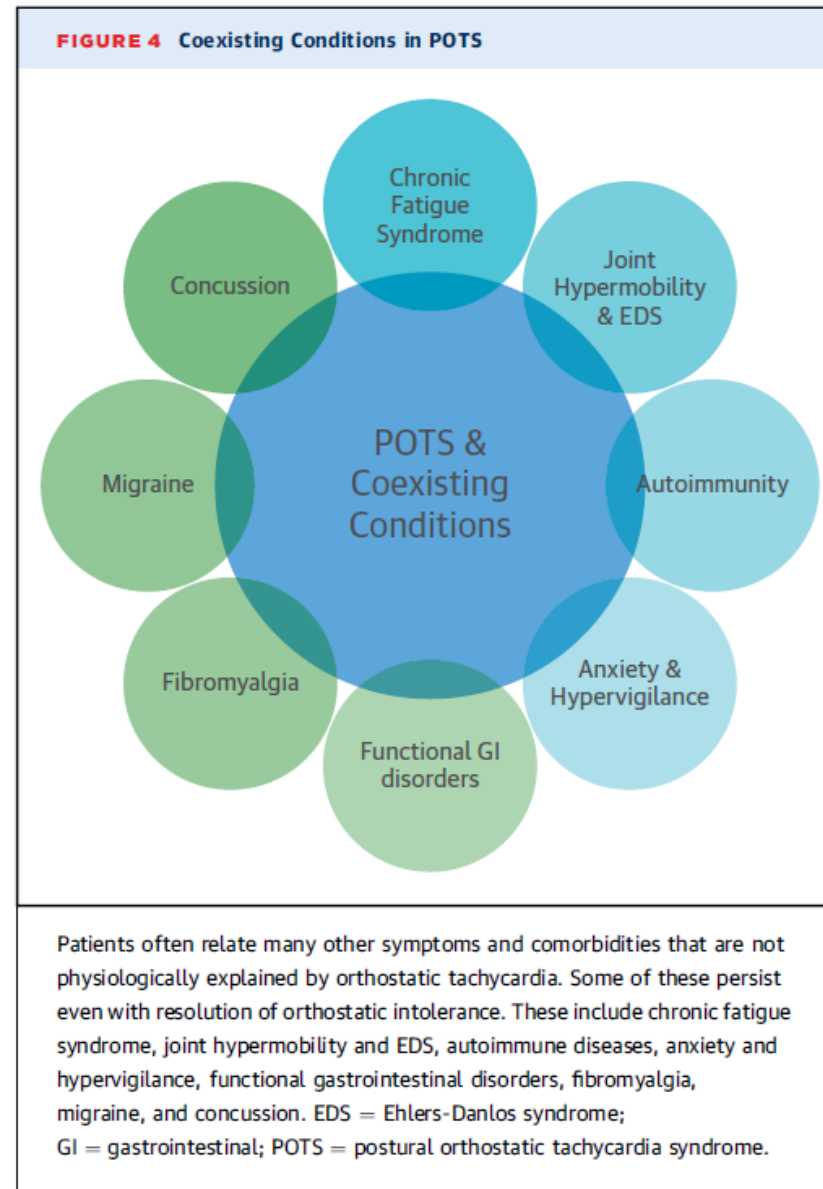 FIGURE 4 Coexisting Conditions in POTS
Chronic
Fatigue
Syndrome
Joint
Hypermobility
& EDS
Concussion
POTS &
Coexisting
Conditions
Migraine
Autoimmunity
Fibromyalgia
Anxiety &
Hypervigilance
Functional GI
disorders
Patients often relate many other symptoms and comorbidities that are not
physiologically explained by orthostatic tachycardia. Some of these persist
even with resolution of orthostatic intolerance. These include chronic fatigue
syndrome, joint hypermobility and EDS, autoimmune diseases, anxiety and
hypervigilance, functional gastrointestinal disorders, fibromyalgia,
migraine, and concussion. EDS = Ehlers-Danlos syndrome;
GI = gastrointestinal; POTS = postural orthostatic tachycardia syndrome.